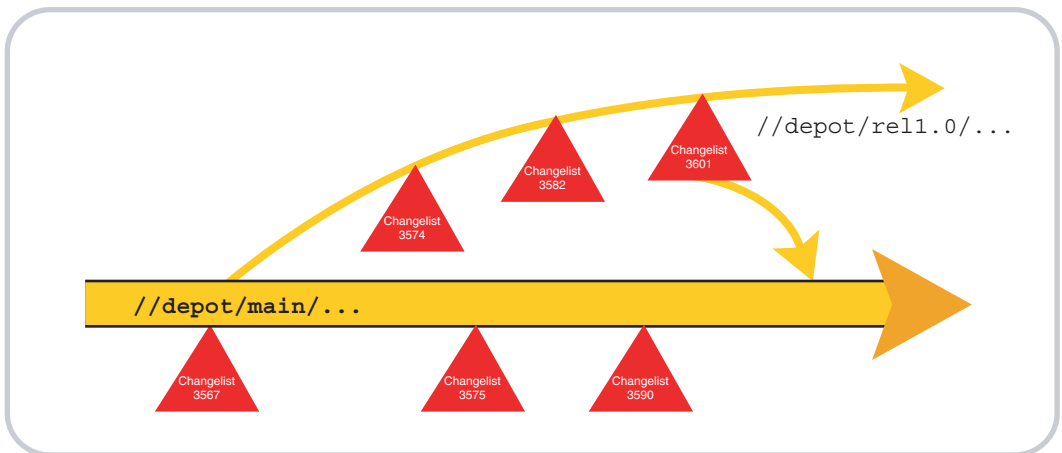 //depot/rel1.0/...
Changelist
3601
Changelist
3582
Changelist
3574
//depot/main/...
Changelist
3567
Changelist
3575
Changelist
3590